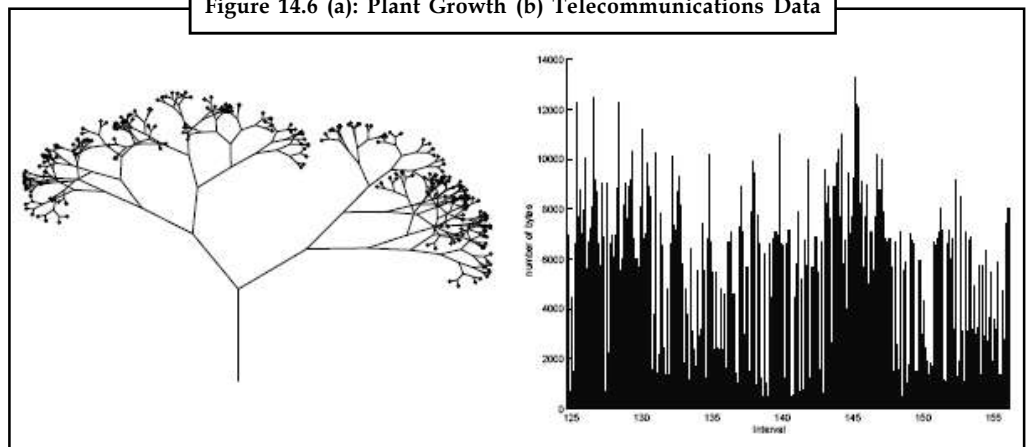 Figure 14.6 (a): Plant Growth (b) Telecommunications Data
14000
12000
10000
8000
6000
4000
2000
0
number of bytes
125 130 135 140 145 150 155
Interval